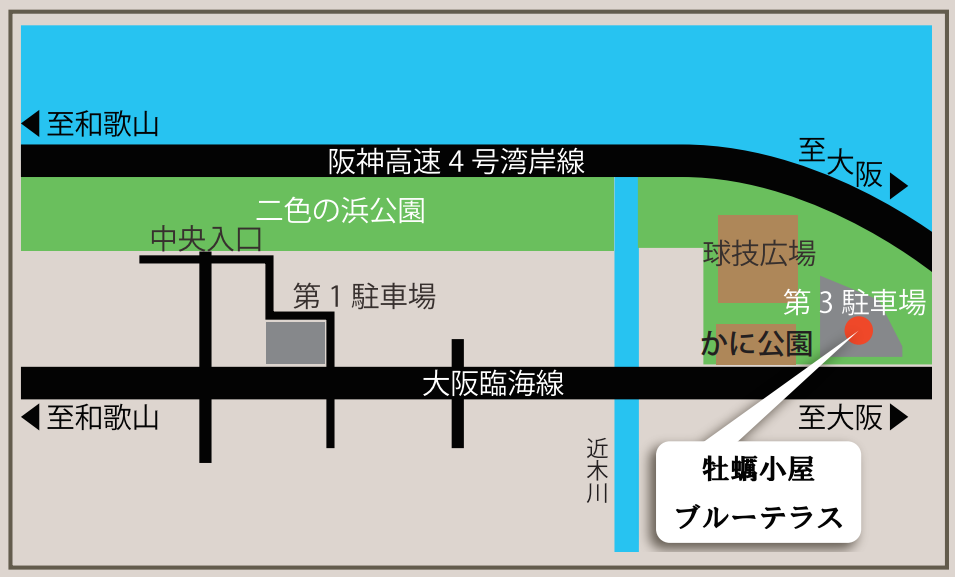 至和歌山
阪神高速4号湾岸線
至大阪
二色の浜公園
中央入口
球技広場
第1駐車場
第3駐車場
かに公園
大阪臨海線
至和歌山
至大阪
近木川
牡蠣小屋
ブルーテラス